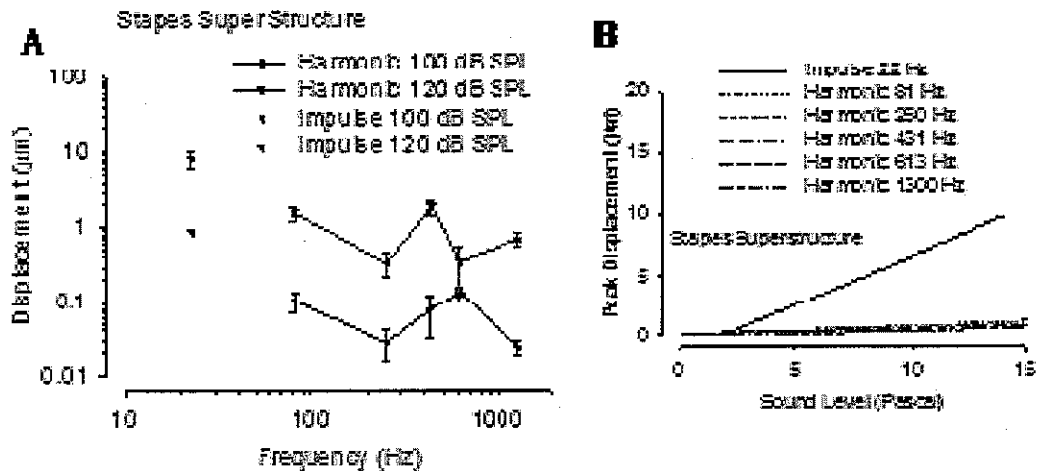 A
Stapes Super Structure
Harmonic 100 dB SPL
Harmonic 120 dB SPL
Impulse 100 dB SPL
Impulse 120 dB SPL
Displacement (μm)
100
10
1
0.1
0.01
10
100
1000
Frequency (Hz)
B
Impulse 22 Hz
Harmonic 81 Hz
Harmonic 250 Hz
Harmonic 431 Hz
Harmonic 613 Hz
Harmonic 1300 Hz
Peak Displacement (μm)
20
15
10
5
0
Stapes Superstructure
0
5
10
15
Sound Level (Pascal)